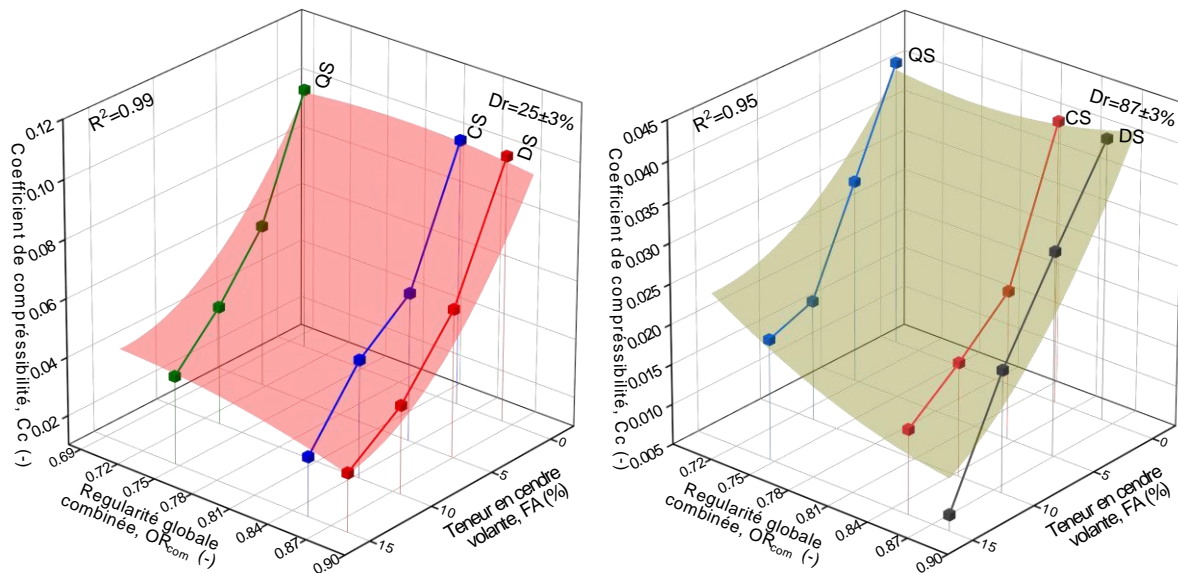 R²=0.99
QS
CS
DS
Dr=25±3%
0.12
0.10
0.08
0.06
0.04
0.02
Coefficient de compréssibilité, Cc (-)
0.69
0.72
0.75
0.78
0.81
0.84
0.87
0.90
Regularité globale
combinée, ORcom (-)
0
5
10
15
Teneur en cendre
volante, FA (%)
R²=0.95
QS
CS
DS
Dr=87±3%
0.045
0.040
0.035
0.030
0.025
0.020
0.015
0.010
0.005
Coefficient de compréssibilité, Cc (-)
0.72
0.75
0.78
0.81
0.84
0.87
0.90
Regularité globale
combinée, ORcom (-)
0
5
10
15
Teneur en cendre
volante, FA (%)